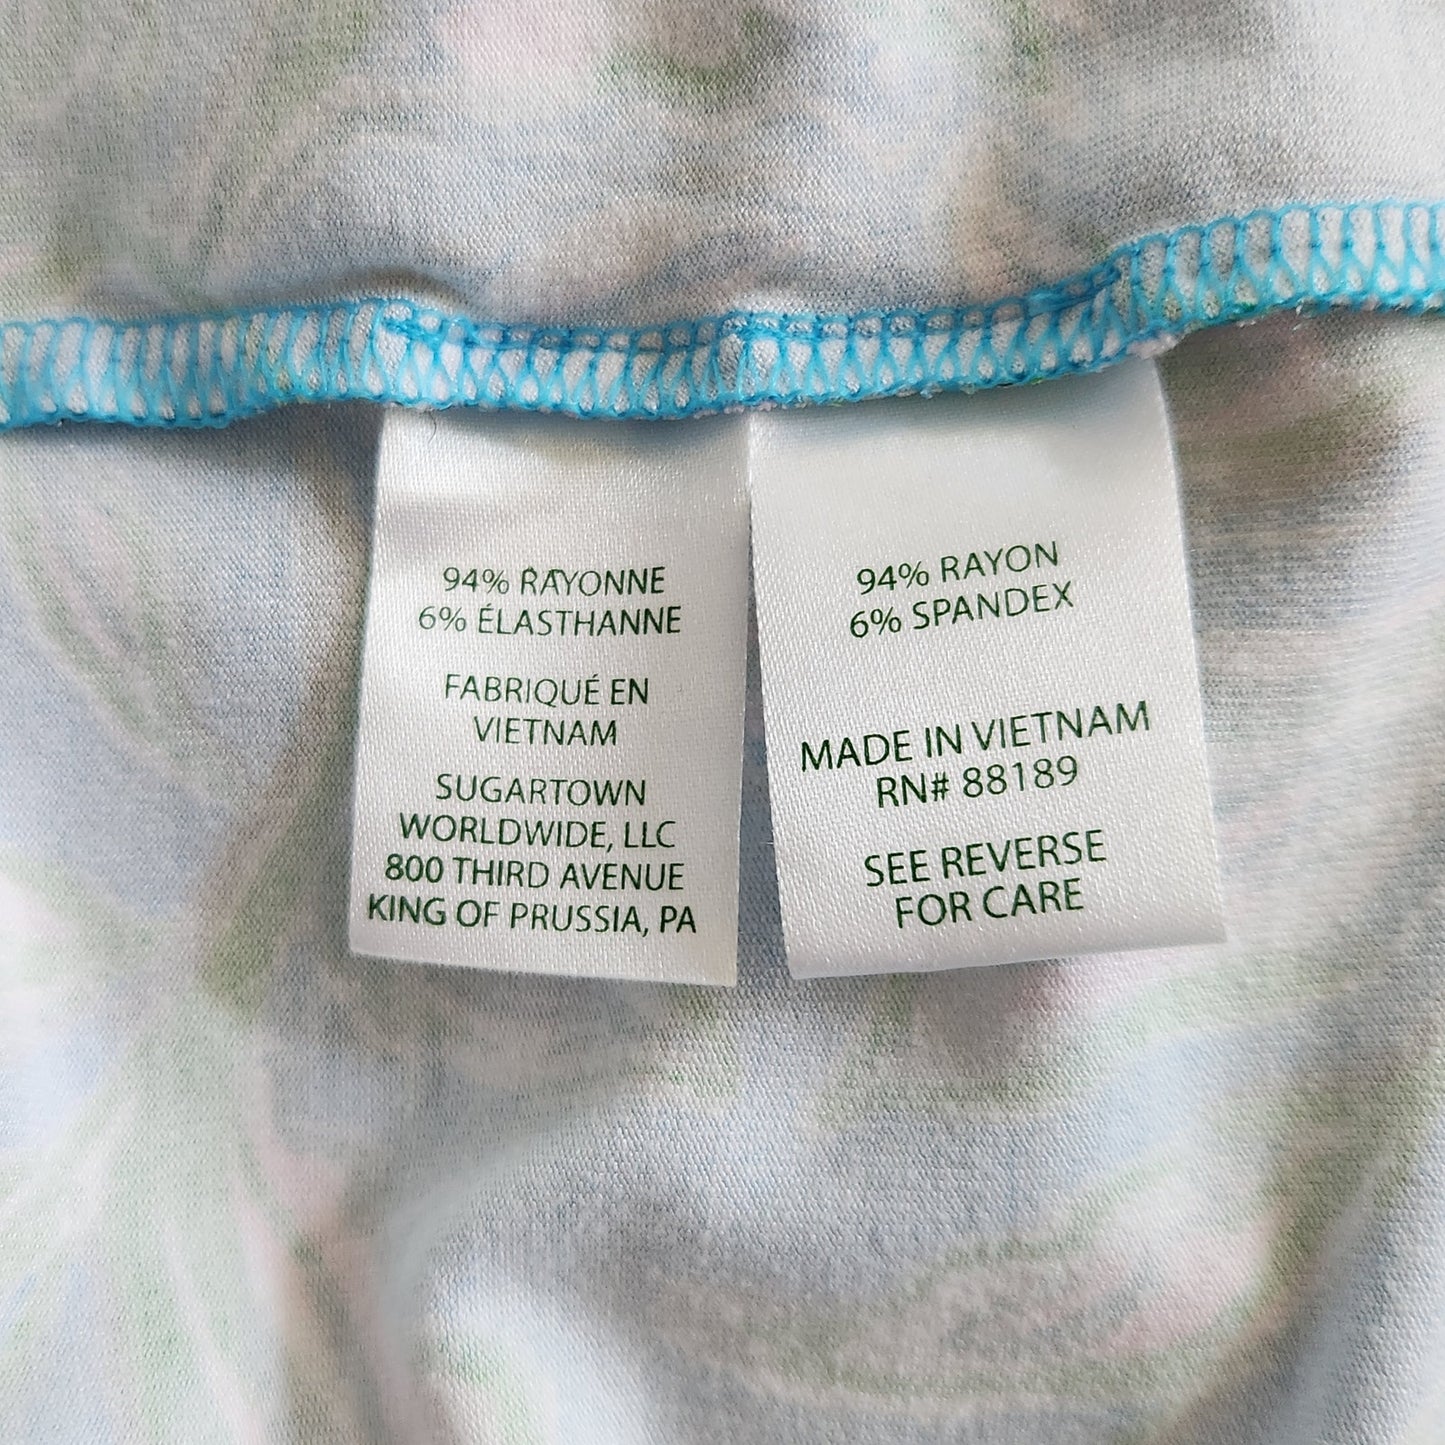 94% RAYONNE
6% ÉLASTHANNE
FABRIQUÉ EN
VIETNAM
SUGARTOWN
WORLDWIDE, LLC
800 THIRD AVENUE
KING OF PRUSSIA, PA
94% RAYON
6% SPANDEX
MADE IN VIETNAM
RN# 88189
SEE REVERSE
FOR CARE